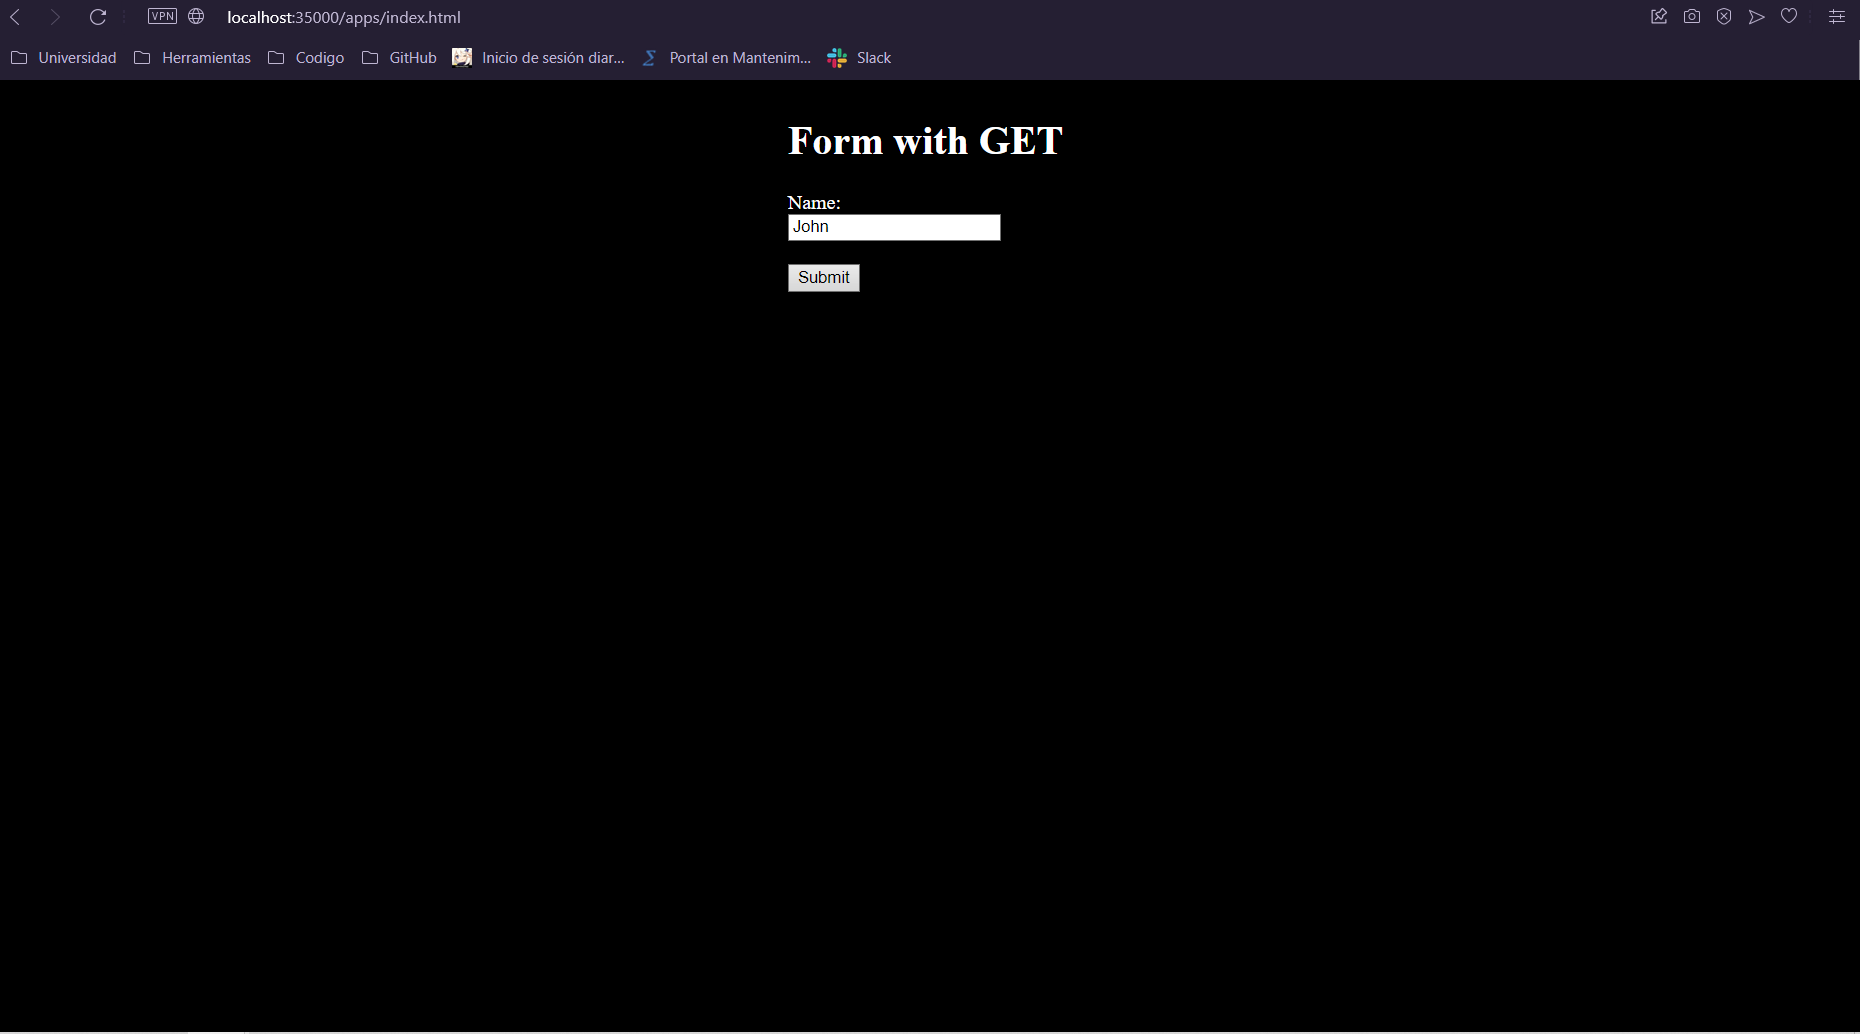 VPN localhost:35000/apps/index.html
Universidad Herramientas Codigo GitHub Inicio de sesión diar... Portal en Mantenim... Slack
Form with GET
Name:
John
Submit